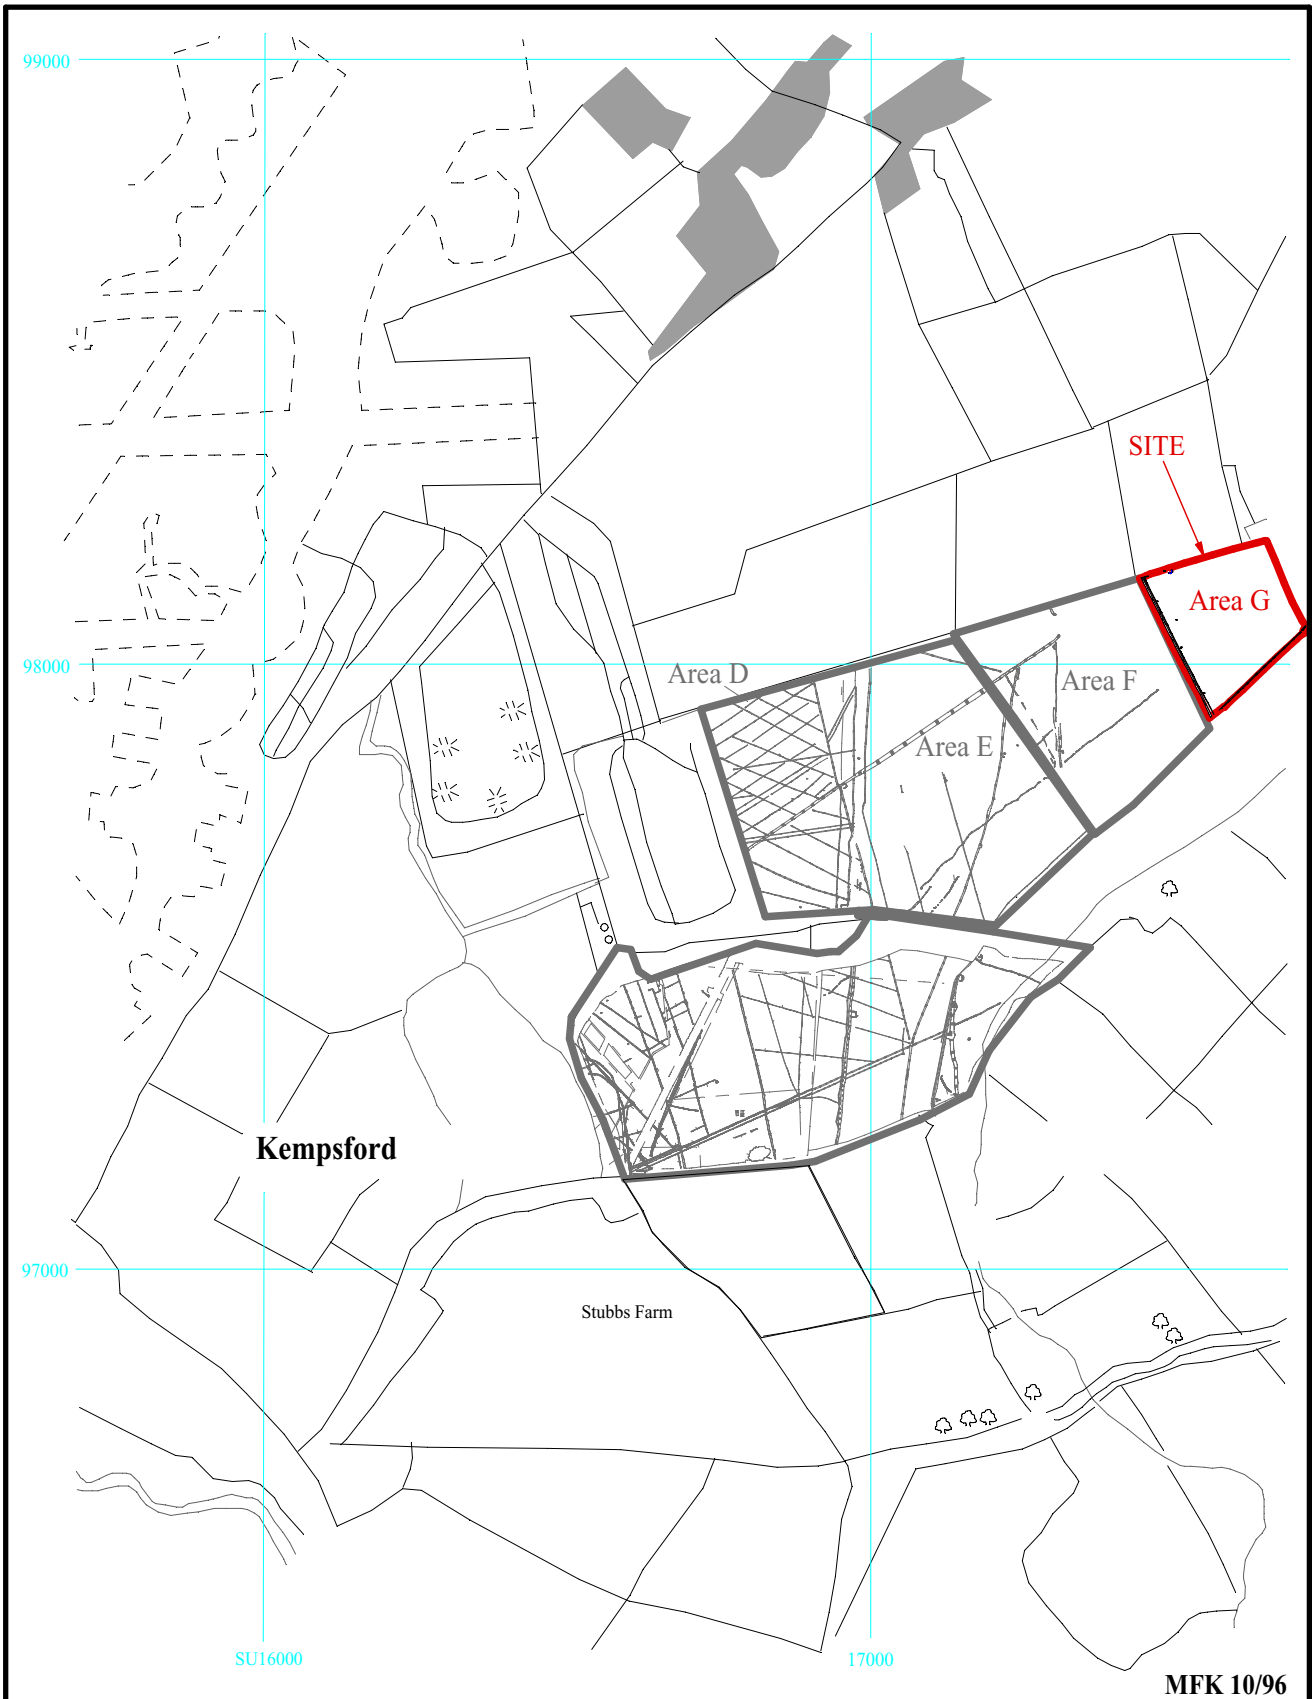 99000
SITE
Area G
98000
Area D
Area F
Area E
Kempsford
97000
Stubbs Farm
SU16000
17000
MFK 10/96